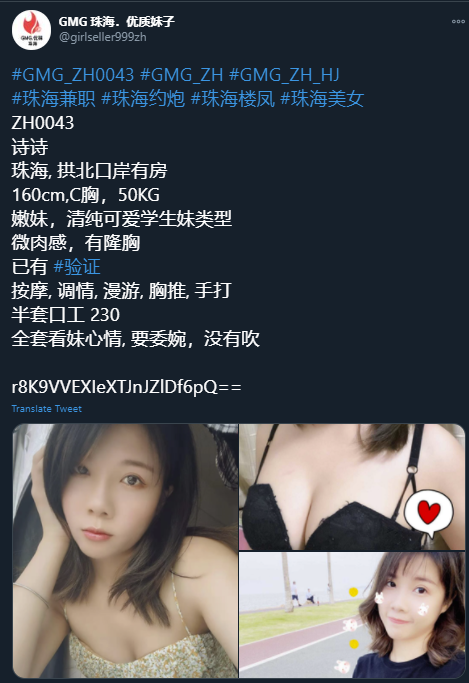 GMG 珠海．优质妹子
@girlseller999zh
#GMG_ZH0043 #GMG_ZH #GMG_ZH_HJ
#珠海兼职 #珠海约炮 #珠海楼凤 #珠海美女
ZH0043
诗诗
珠海, 拱北口岸有房
160cm,C胸，50KG
嫩妹，清纯可爱学生妹类型
微肉感，有隆胸
已有 #验证
按摩, 调情, 漫游, 胸推, 手打
半套口工 230
全套看妹心情, 要委婉，没有吹
r8K9VVEXIeXTJnJZlDf6pQ==
Translate Tweet